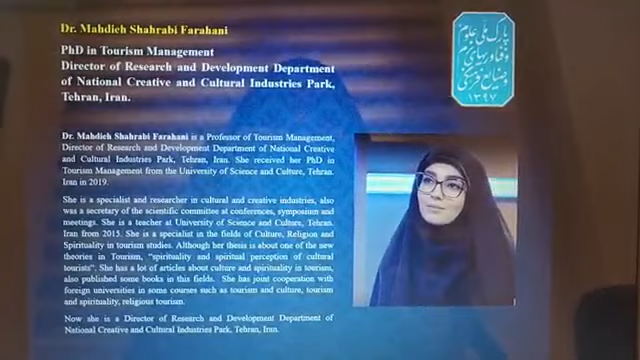 Dr. Mahdieh Shahrabi Farahani
PhD in Tourism Management
Director of Research and Development Department
of National Creative and Cultural Industries Park,
Tehran, Iran.
پارک ملی علوم
و فناوریهای نرم
و صنایع فرهنگی
۱۳۹۷
Dr. Mahdieh Shahrabi Farahani is a Professor of Tourism Management,
Director of Research and Development Department of National Creative
and Cultural Industries Park, Tehran, Iran. She received her PhD in
Tourism Management from the University of Science and Culture, Tehran.
Iran in 2019.
She is a specialist and researcher in cultural and creative industries, also
was a secretary of the scientific committee at conferences, symposium and
meetings. She is a teacher at University of Science and Culture, Tehran.
Iran from 2015. She is a specialist in the fields of Culture, Religion and
Spirituality in tourism studies. Although her thesis is about one of the new
theories in Tourism, “spirituality and spiritual perception of cultural
tourists”. She has a lot of articles about culture and spirituality in tourism,
also published some books in this fields. She has joint cooperation with
foreign universities in some courses such as tourism and culture, tourism
and spirituality, religious tourism.
Now she is a Director of Research and Development Department of
National Creative and Cultural Industries Park, Tehran, Iran.